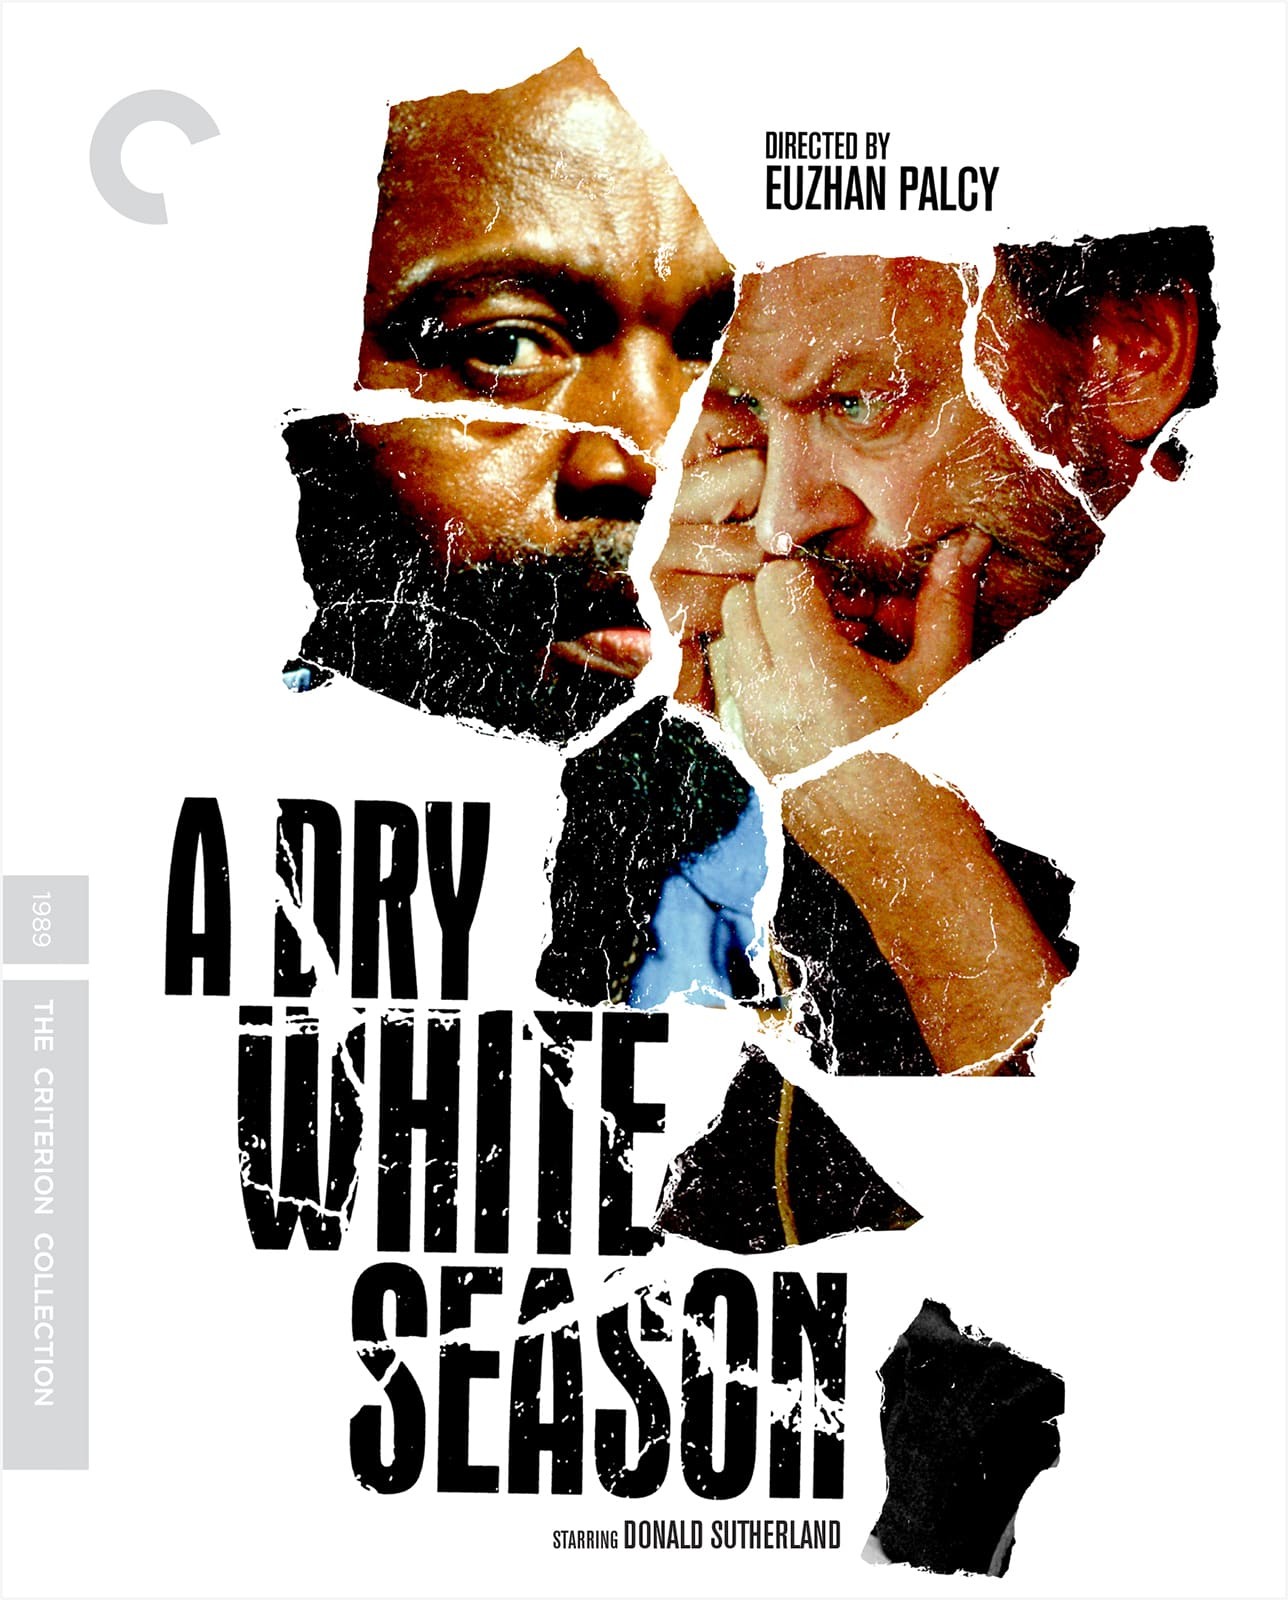 DIRECTED BY
EUZHAN PALCY
A DRY
WHITE
SEASON
1989
THE CRITERION COLLECTION
STARRING DONALD SUTHERLAND